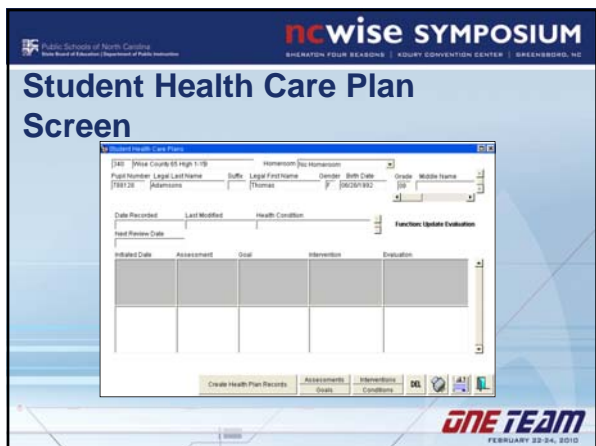 Public Schools of North Carolina
State Board of Education | Department of Public Instruction
ncwise SYMPOSIUM
SHERATON FOUR SEASONS | KOURY CONVENTION CENTER | GREENSBORO, NC
Student Health Care Plan
Screen
Student Health Care Plans
340 Wise County 65 High 1-19 Homeroom No Homeroom
Pupil Number Legal Last Name Suffix Legal First Name Gender Birth Date Grade Middle Name
T88128 Adamsons Thomas F 06/26/1992 09
Date Recorded Last Modified Health Condition
Function: Update Evaluation
Next Review Date
Initiated Date Assessment Goal Intervention Evaluation
Create Health Plan Records Assessments Interventions DEL
Goals Conditions
ONE TEAM
FEBRUARY 22-24, 2010